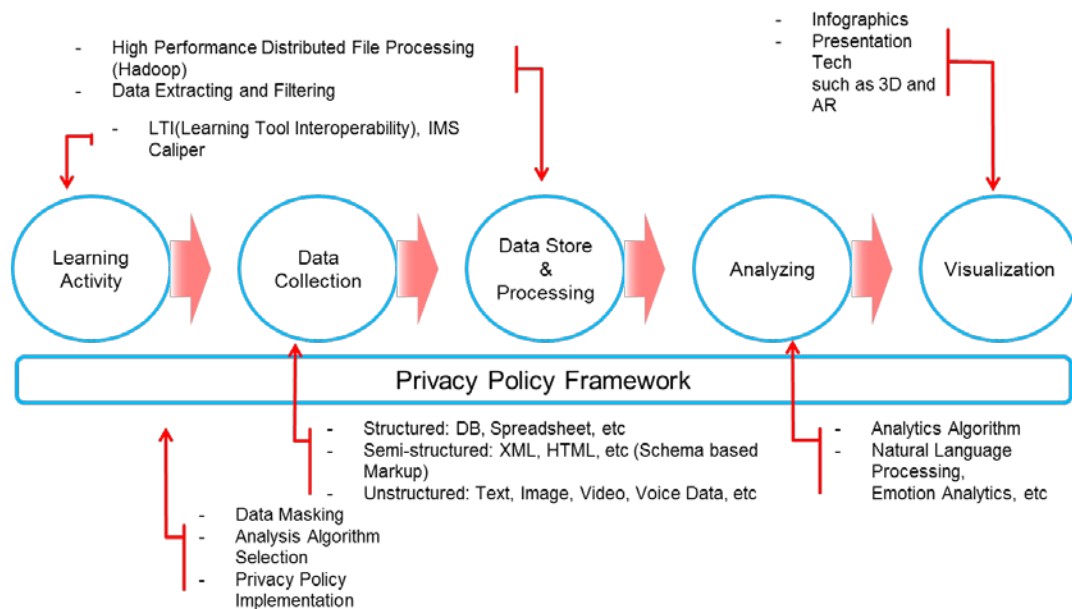 - High Performance Distributed File Processing
(Hadoop)
- Data Extracting and Filtering
- LTI(Learning Tool Interoperability), IMS
Caliper
- Infographics
- Presentation
Tech
such as 3D and
AR
Learning
Activity
Data
Collection
Data Store
&
Processing
Analyzing
Visualization
Privacy Policy Framework
- Structured: DB, Spreadsheet, etc
- Semi-structured: XML, HTML, etc (Schema based
Markup)
- Unstructured: Text, Image, Video, Voice Data, etc
- Analytics Algorithm
- Natural Language
Processing,
Emotion Analytics, etc
- Data Masking
- Analysis Algorithm
Selection
- Privacy Policy
Implementation